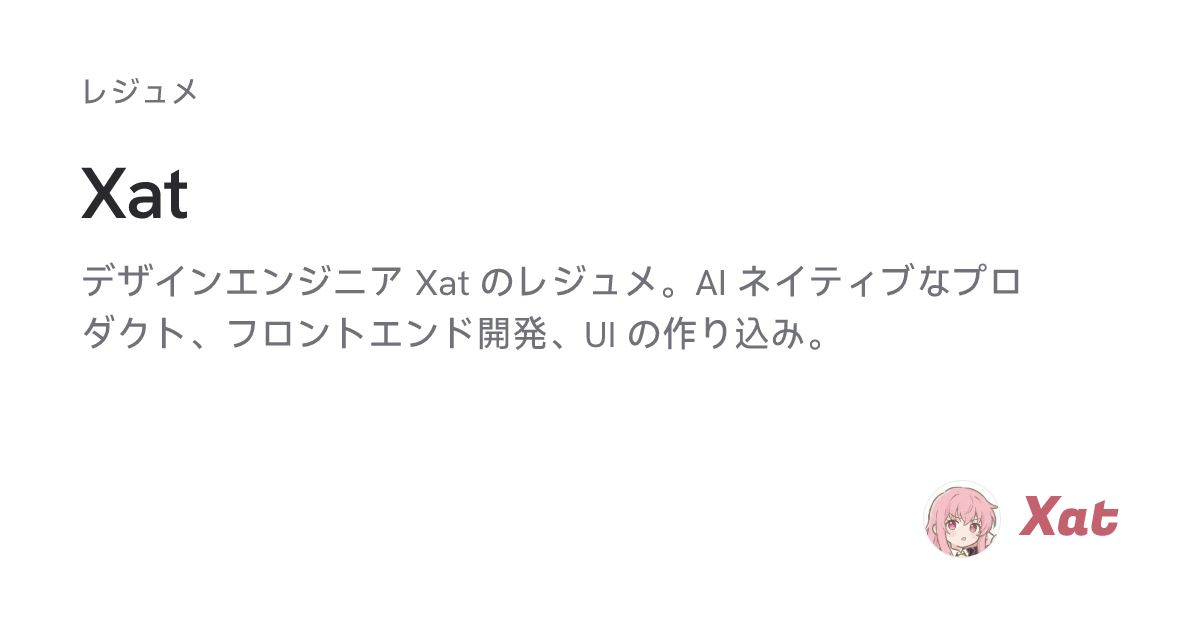 レジュメ
Xat
デザインエンジニア Xat のレジュメ。AI ネイティブなプロ
ダクト、フロントエンド開発、UI の作り込み。
Xat